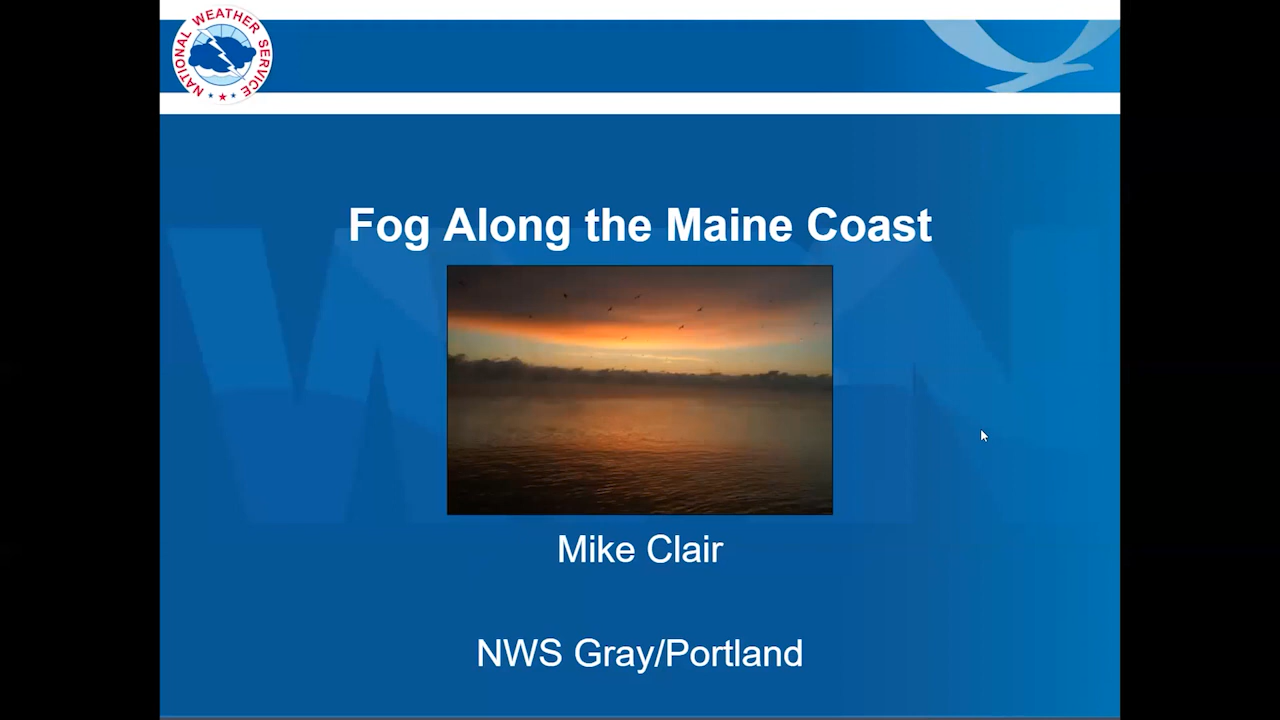 NATIONAL WEATHER SERVICE
Fog Along the Maine Coast
Mike Clair
NWS Gray/Portland